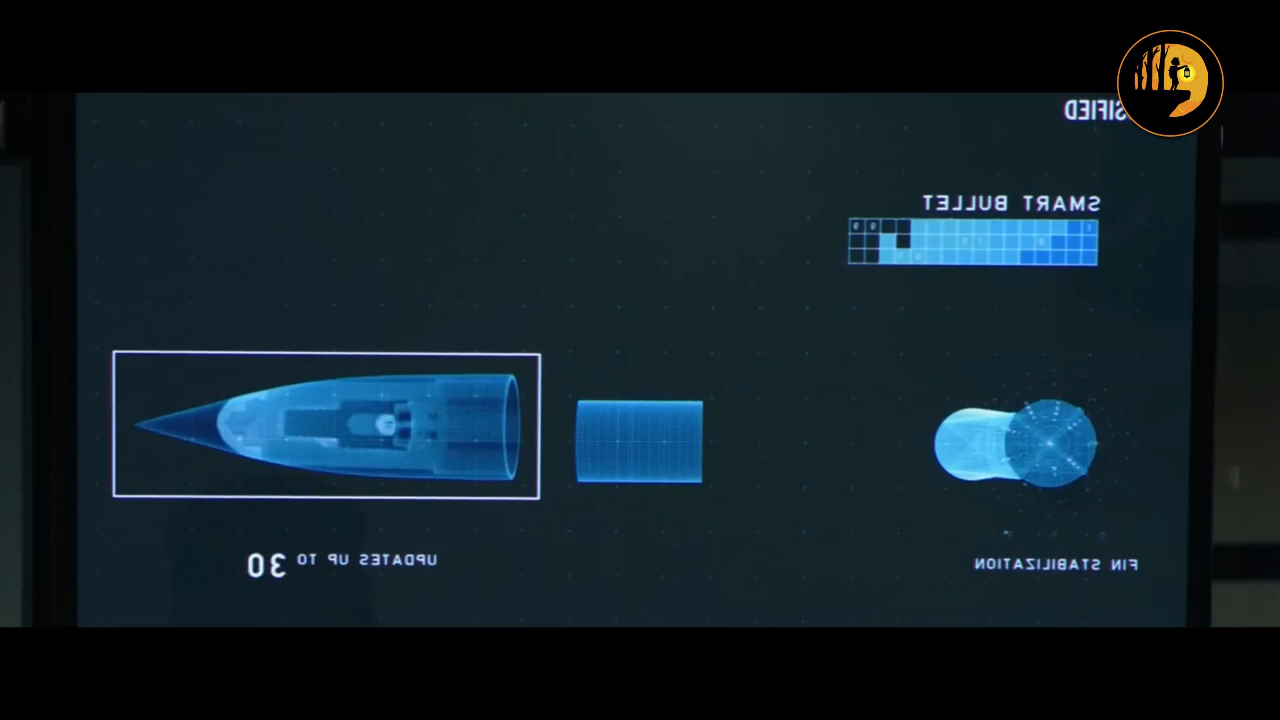 SIFIED
SMART BULLET
UPDATES UP TO 30
FIN STABILIZATION